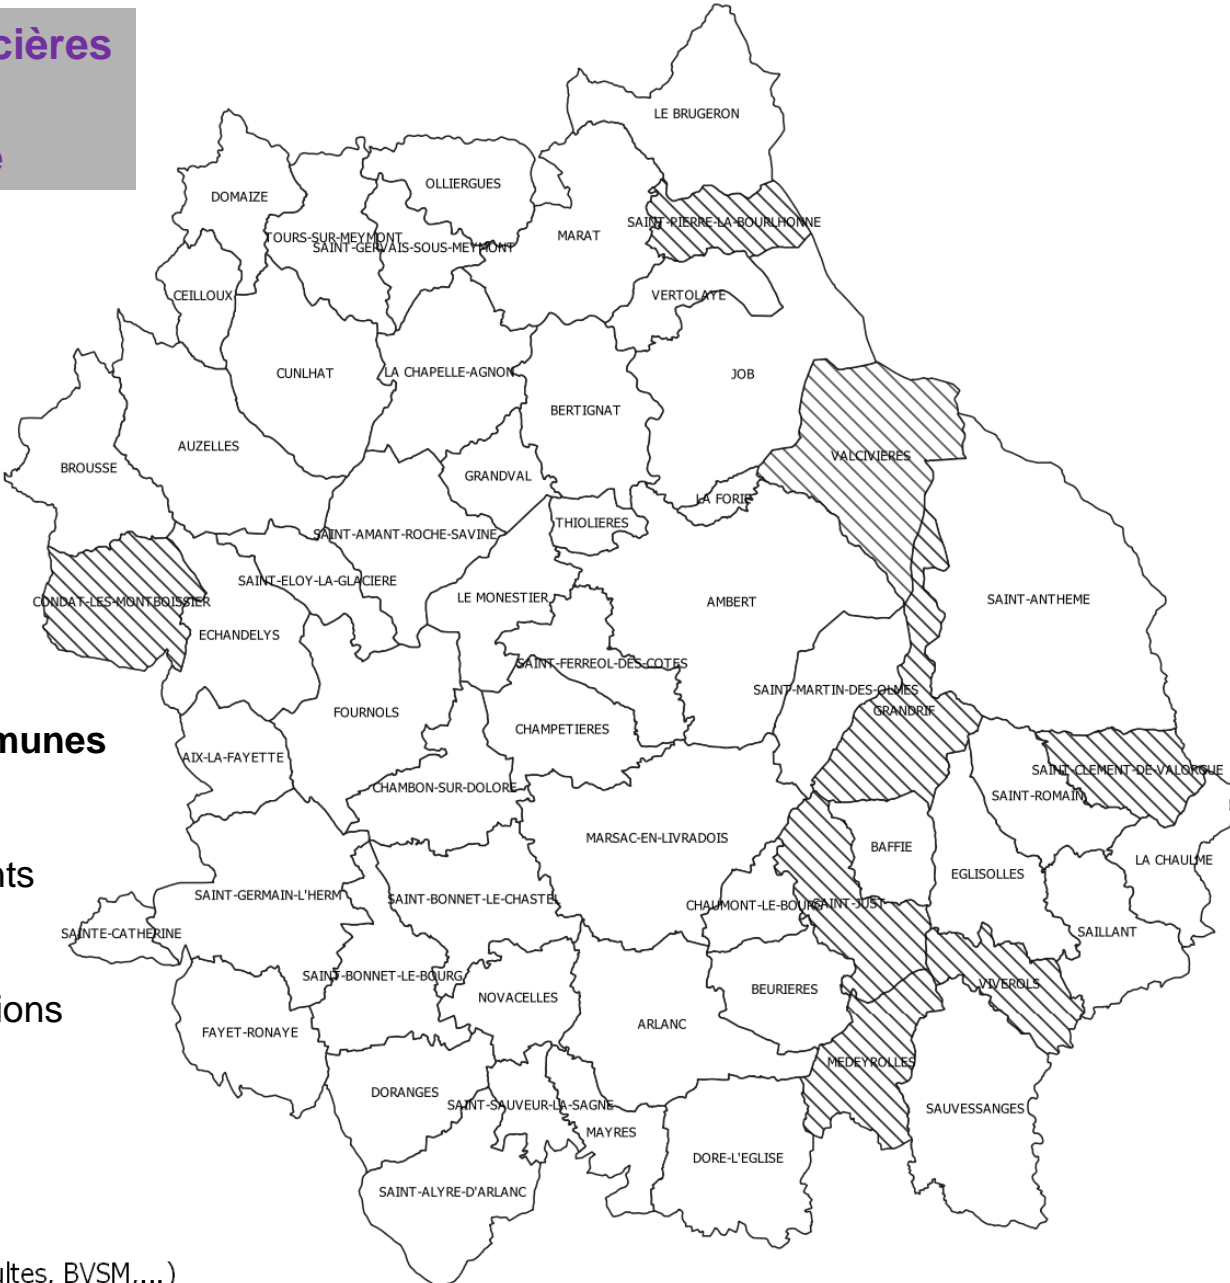 cières
e
LE BRUGERON
OLLIERGUES
DOMAIZE
SAINT-PIERRE-LA-BOURLHONNE
TOURS-SUR-MEYMONT
MARAT
SAINT-GERVAIS-SOUS-MEYMONT
CEILLOUX
VERTOLAYE
CUNLHAT
LA CHAPELLE-AGNON
JOB
BERTIGNAT
AUZELLES
VALCIVIERES
BROUSSE
GRANDVAL
LA FORIE
THIOLIERES
SAINT-AMANT-ROCHE-SAVINE
SAINT-ELOY-LA-GLACIERE
LE MONESTIER
SAINT-ANTHEME
CONDAT-LES-MONTBOISSIER
AMBERT
ECHANDELYS
SAINT-FERREOL-DES-COTES
SAINT-MARTIN-DES-OLMES
FOURNOLS
GRANDRIF
CHAMPETIERES
munes
AIX-LA-FAYETTE
SAINT-CLEMENT-DE-VALORGUE
CHAMBON-SUR-DOLORE
SAINT-ROMAIN
MARSAC-EN-LIVRADOIS
BAFFIE
LA CHAULME
nts
EGLISOLLES
SAINT-GERMAIN-L'HERM
SAINT-BONNET-LE-CHASTEL
CHAUMONT-LE-BOURG
SAINT-JUST
SAINTE-CATHERINE
SAILLANT
SAINT-BONNET-LE-BOURG
VIVEROLS
BEURIERES
NOVACELLES
ions
ARLANC
FAYET-RONAYE
MEDEYROLLES
DORANGES
SAINT-SAUVEUR-LA-SAGNE
SAUVESSANGES
MAYRES
DORE-L'EGLISE
SAINT-ALYRE-D'ARLANC
ultes, BVSM,...)